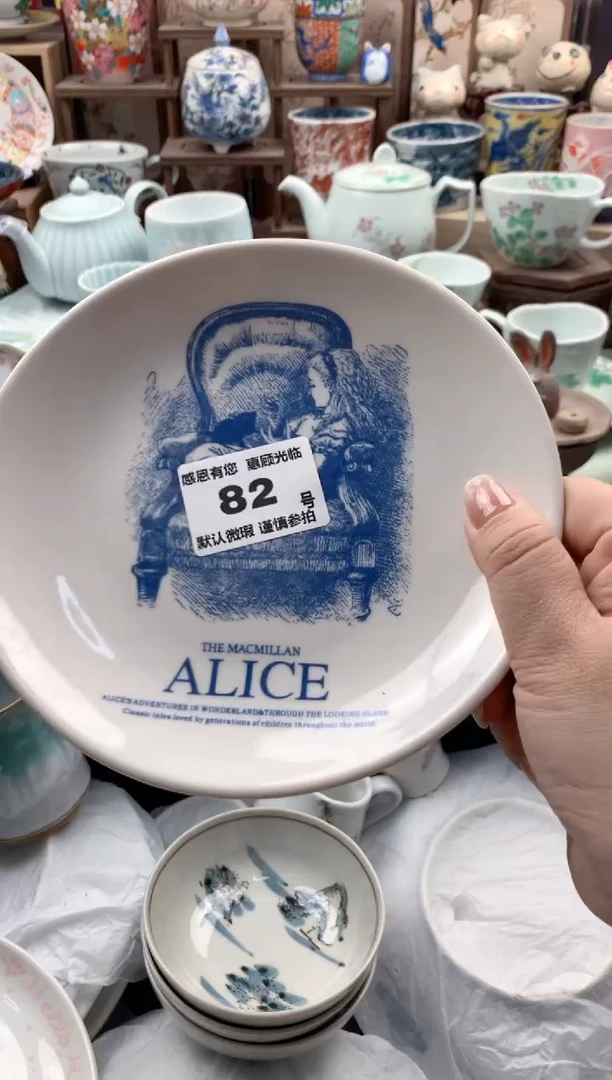 感恩有您 惠顾光临
82 号
默认微瑕 谨慎参拍
THE MACMILLAN
ALICE
ALICE'S ADVENTURES IN WONDERLAND&THROUGH THE LOOKING GLASS
Classic tales loved by generations of children throughout the world.